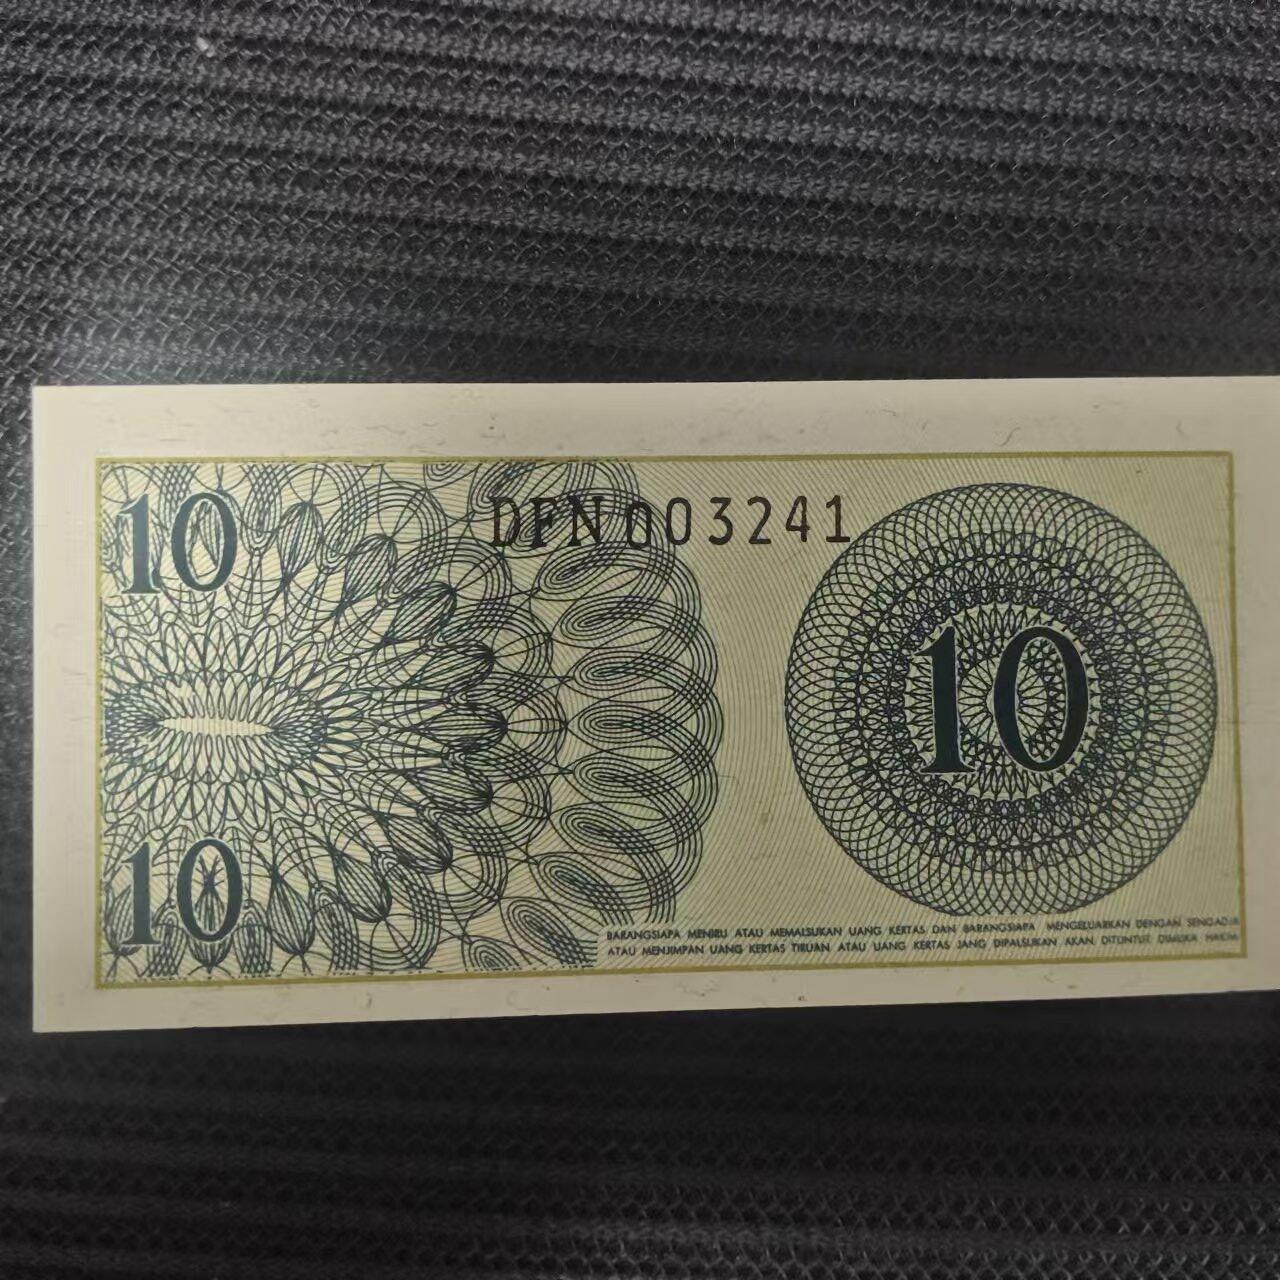 10
DFN 003241
10
10
BARANGSIAPA MENIRU ATAU MEMALSUKAN UANG KERTAS DAN BARANGSIAPA MENGELUARKAN DENGAN SENGADJA
ATAU MENJIMPAN UANG KERTAS TIRUAN ATAU UANG KERTAS JANG DIPALSUKAN AKAN DITUNTUT DIMUKA HAKIM